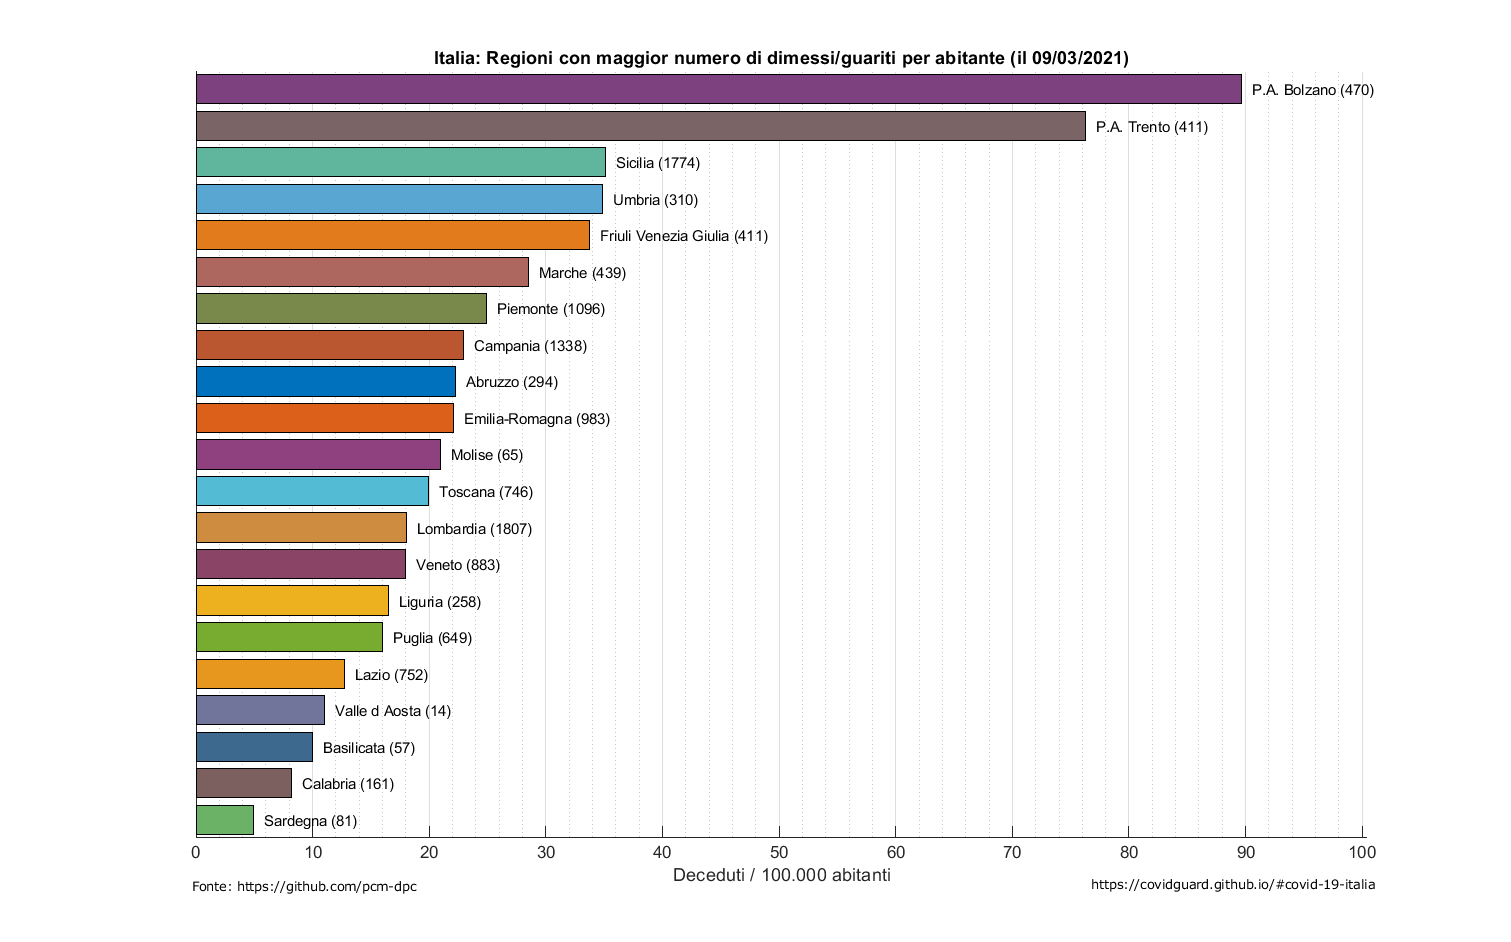 Italia: Regioni con maggior numero di dimessi/guariti per abitante (il 09/03/2021)
P.A. Bolzano (470)
P.A. Trento (411)
Sicilia (1774)
Umbria (310)
Friuli Venezia Giulia (411)
Marche (439)
Piemonte (1096)
Campania (1338)
Abruzzo (294)
Emilia-Romagna (983)
Molise (65)
Toscana (746)
Lombardia (1807)
Veneto (883)
Liguria (258)
Puglia (649)
Lazio (752)
Valle d Aosta (14)
Basilicata (57)
Calabria (161)
Sardegna (81)
0 10 20 30 40 50 60 70 80 90 100
Deceduti / 100.000 abitanti
Fonte: https://github.com/pcm-dpc
https://covidguard.github.io/#covid-19-italia